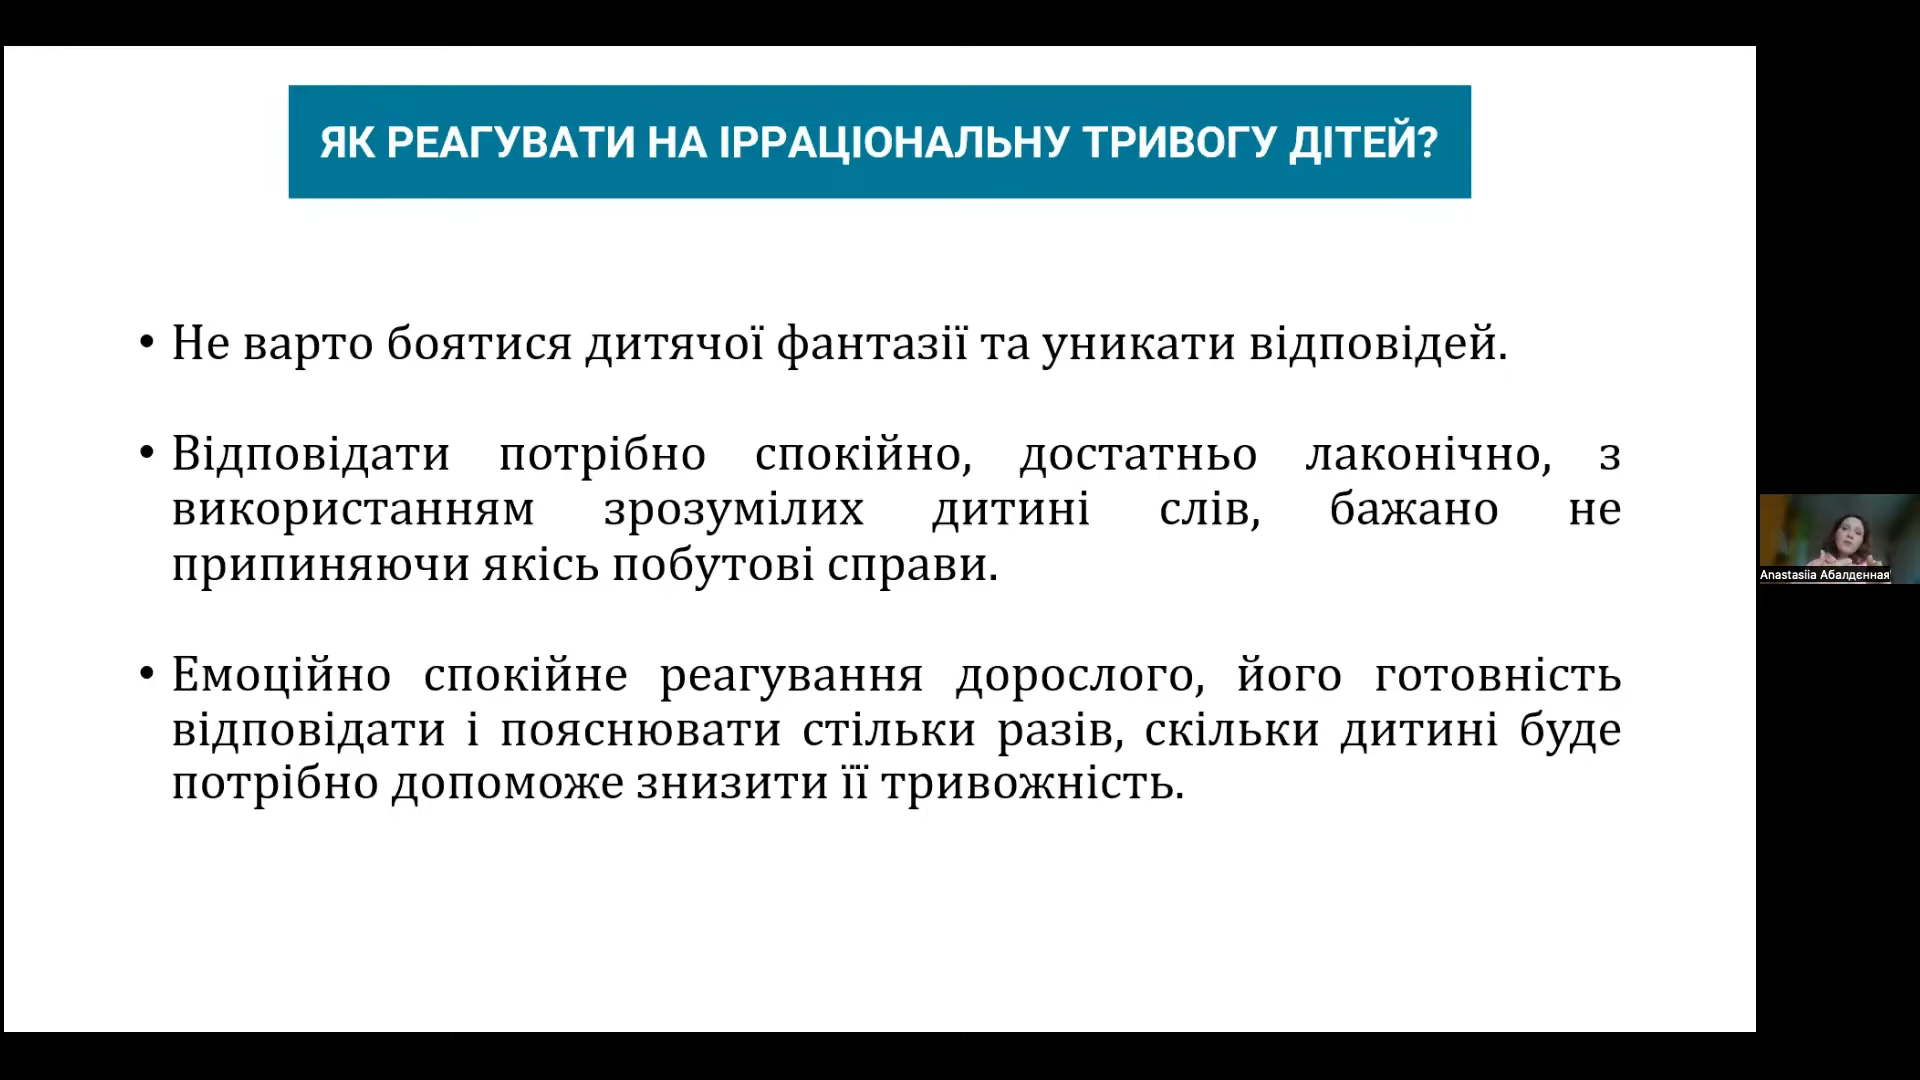 ЯК РЕАГУВАТИ НА ІРРАЦІОНАЛЬНУ ТРИВОГУ ДІТЕЙ?
• Не варто боятися дитячої фантазії та уникати відповідей.
• Відповідати потрібно спокійно, достатньо лаконічно, з
використанням зрозумілих дитині слів, бажано не
припиняючи якісь побутові справи.
• Емоційно спокійне реагування дорослого, його готовність
відповідати і пояснювати стільки разів, скільки дитині буде
потрібно допоможе знизити її тривожність.
Anastasiia Абалдєнная